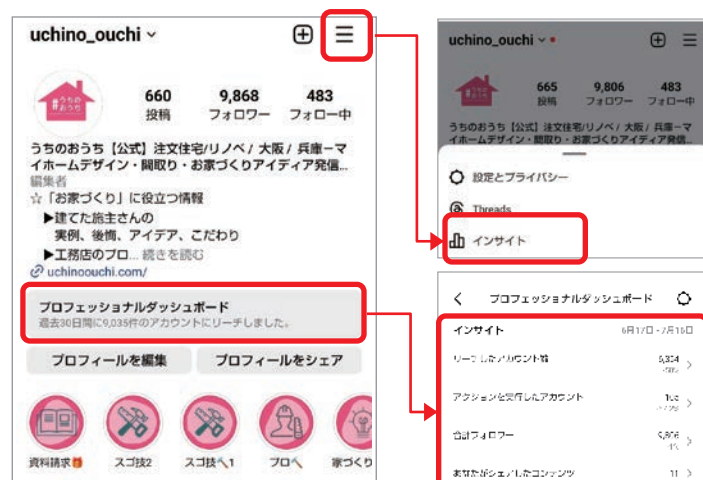 uchino_ouchi
うちの
おうち
660 9,868 483
投稿 フォロワー フォロー中
うちのおうち【公式】注文住宅/リノベ / 大阪 / 兵庫ーマ
イホームデザイン・間取り・お家づくりアイディア発信...
編集者
☆「お家づくり」に役立つ情報
▶建てた施主さんの
実例、後悔、アイデア、こだわり
▶工務店のプロ... 続きを読む
uchinoouchi.com/
プロフェッショナルダッシュボード
過去30日間に9,035件のアカウントにリーチしました。
プロフィールを編集 プロフィールをシェア
資料請求 スゴ技2 スゴ技🔨1 プロ🔨 家づくり
uchino_ouchi
665 9,806 483
投稿 フォロワー フォロー中
うちのおうち【公式】注文住宅/リノベ / 大阪 / 兵庫ーマ
イホームデザイン・間取り・お家づくりアイディア発信...
設定とプライバシー
Threads
インサイト
プロフェッショナルダッシュボード
インサイト 6月17日 - 7月16日
リーチしたアカウント数
アクションを実行したアカウント
合計フォロワー 9,806
あなたがシェアしたコンテンツ 11